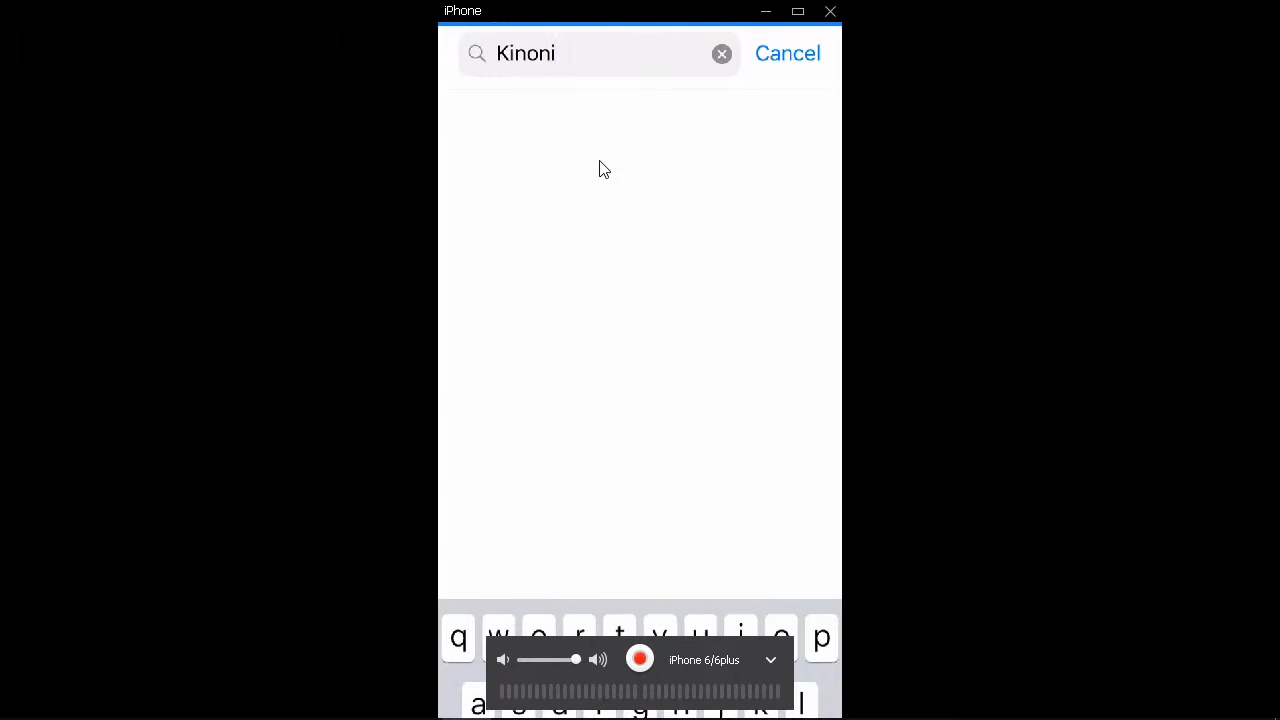 iPhone
Kinoni
Cancel
q w e r t y u i o p
iPhone 6/6plus
a s d f g h j k l